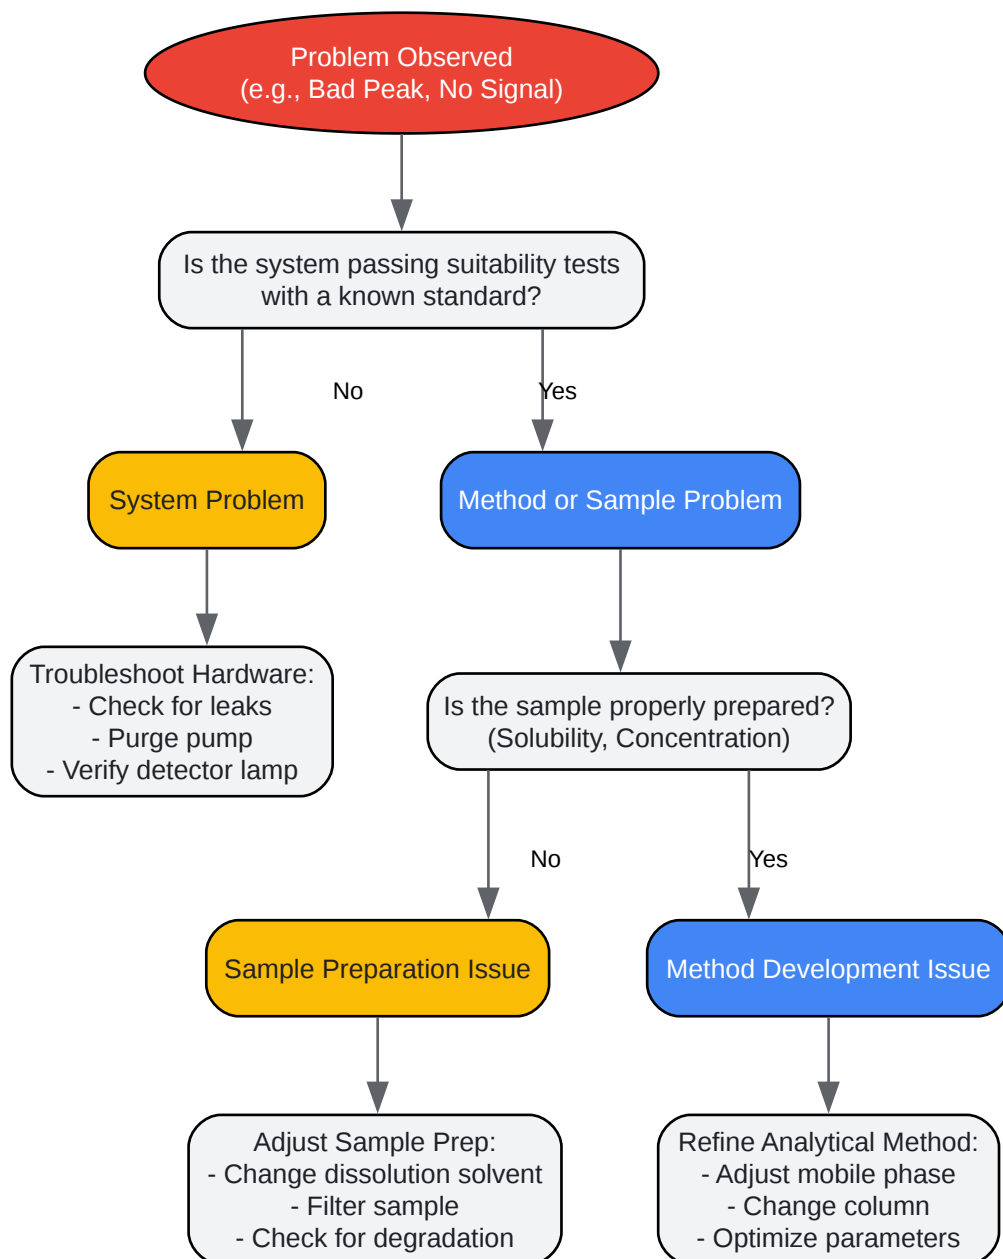 Problem Observed
(e.g., Bad Peak, No Signal)
Is the system passing suitability tests
with a known standard?
No
Yes
System Problem
Method or Sample Problem
Troubleshoot Hardware:
- Check for leaks
- Purge pump
- Verify detector lamp
Is the sample properly prepared?
(Solubility, Concentration)
No
Yes
Sample Preparation Issue
Method Development Issue
Adjust Sample Prep:
- Change dissolution solvent
- Filter sample
- Check for degradation
Refine Analytical Method:
- Adjust mobile phase
- Change column
- Optimize parameters